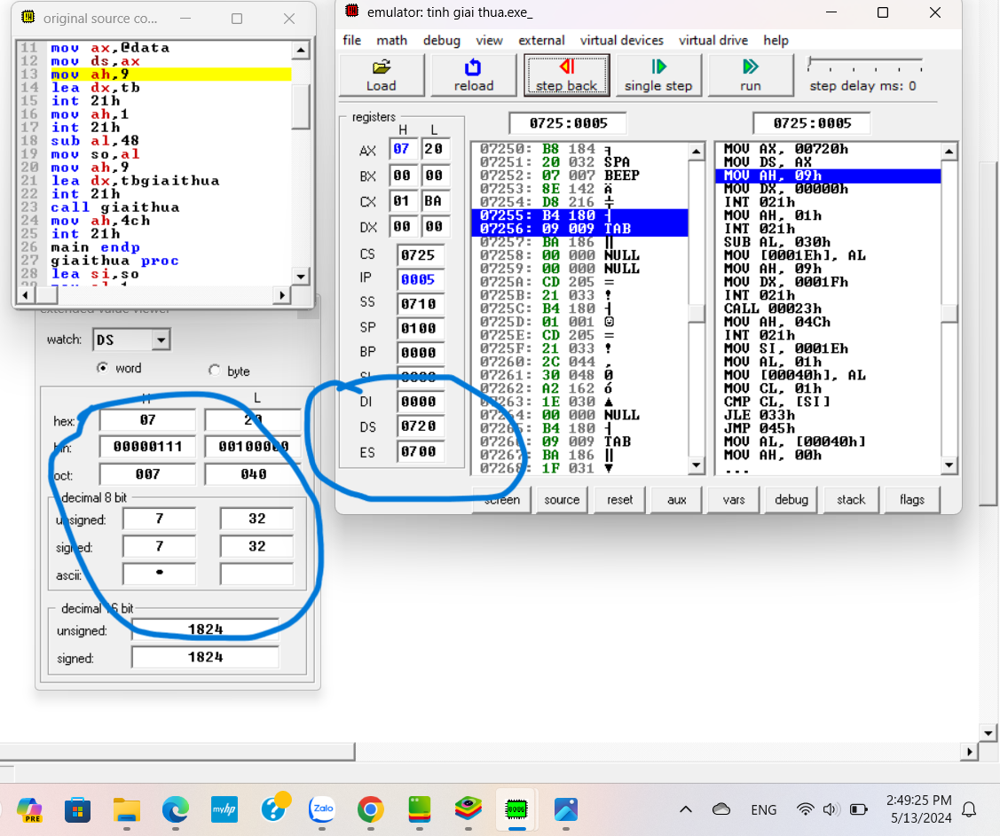 original source co...
11 mov ax,@data
12 mov ds,ax
13 mov ah,9
14 lea dx,tb
15 int 21h
16 mov ah,1
17 int 21h
18 sub al,48
19 mov so,al
20 mov ah,9
21 lea dx,tbgiaithua
22 int 21h
23 call giaithua
24 mov ah,4ch
25 int 21h
26 main endp
27 giaithua proc
28 lea si,so
extended value viewer
watch: DS
word byte
H L
hex: 07 20
bin: 00000111 00100000
oct: 007 040
decimal 8 bit
unsigned: 7 32
signed: 7 32
ascii:
decimal 16 bit
unsigned: 1824
signed: 1824
emulator: tinh giai thua.exe_
file math debug view external virtual devices virtual drive help
Load reload step back single step run step delay ms: 0
registers
H L
AX 07 20
BX 00 00
CX 01 BA
DX 00 00
CS 0725
IP 0005
SS 0710
SP 0100
BP 0000
SI 0000
DI 0000
DS 0720
ES 0700
0725:0005
07250: B8 184 ╕
07251: 20 032 SPA
07252: 07 007 BEEP
07253: 8E 142 Ä
07254: D8 216 ╪
07255: B4 180 ┤
07256: 09 009 TAB
07257: BA 186 ║
07258: 00 000 NULL
07259: 00 000 NULL
0725A: CD 205 =
0725B: 21 033 !
0725C: B4 180 ┤
0725D: 01 001 ☺
0725E: CD 205 =
0725F: 21 033 !
07260: 2C 044 ,
07261: 30 048 0
07262: A2 162 ó
07263: 1E 030 ▲
07264: 00 000 NULL
07265: B4 180 ┤
07266: 09 009 TAB
07267: BA 186 ║
07268: 1F 031 ▼
0725:0005
MOV AX, 00720h
MOV DS, AX
MOV AH, 09h
MOV DX, 00000h
INT 021h
MOV AH, 01h
INT 021h
SUB AL, 030h
MOV [0001Eh], AL
MOV AH, 09h
MOV DX, 0001Fh
INT 021h
CALL 00023h
MOV AH, 04Ch
INT 021h
MOV SI, 0001Eh
MOV AL, 01h
MOV [00040h], AL
MOV CL, 01h
CMP CL, [SI]
JLE 033h
JMP 045h
MOV AL, [00040h]
MOV AH, 00h
...
screen source reset aux vars debug stack flags
PRE
myhp
?
Zalo
8086
ENG
2:49:25 PM
5/13/2024